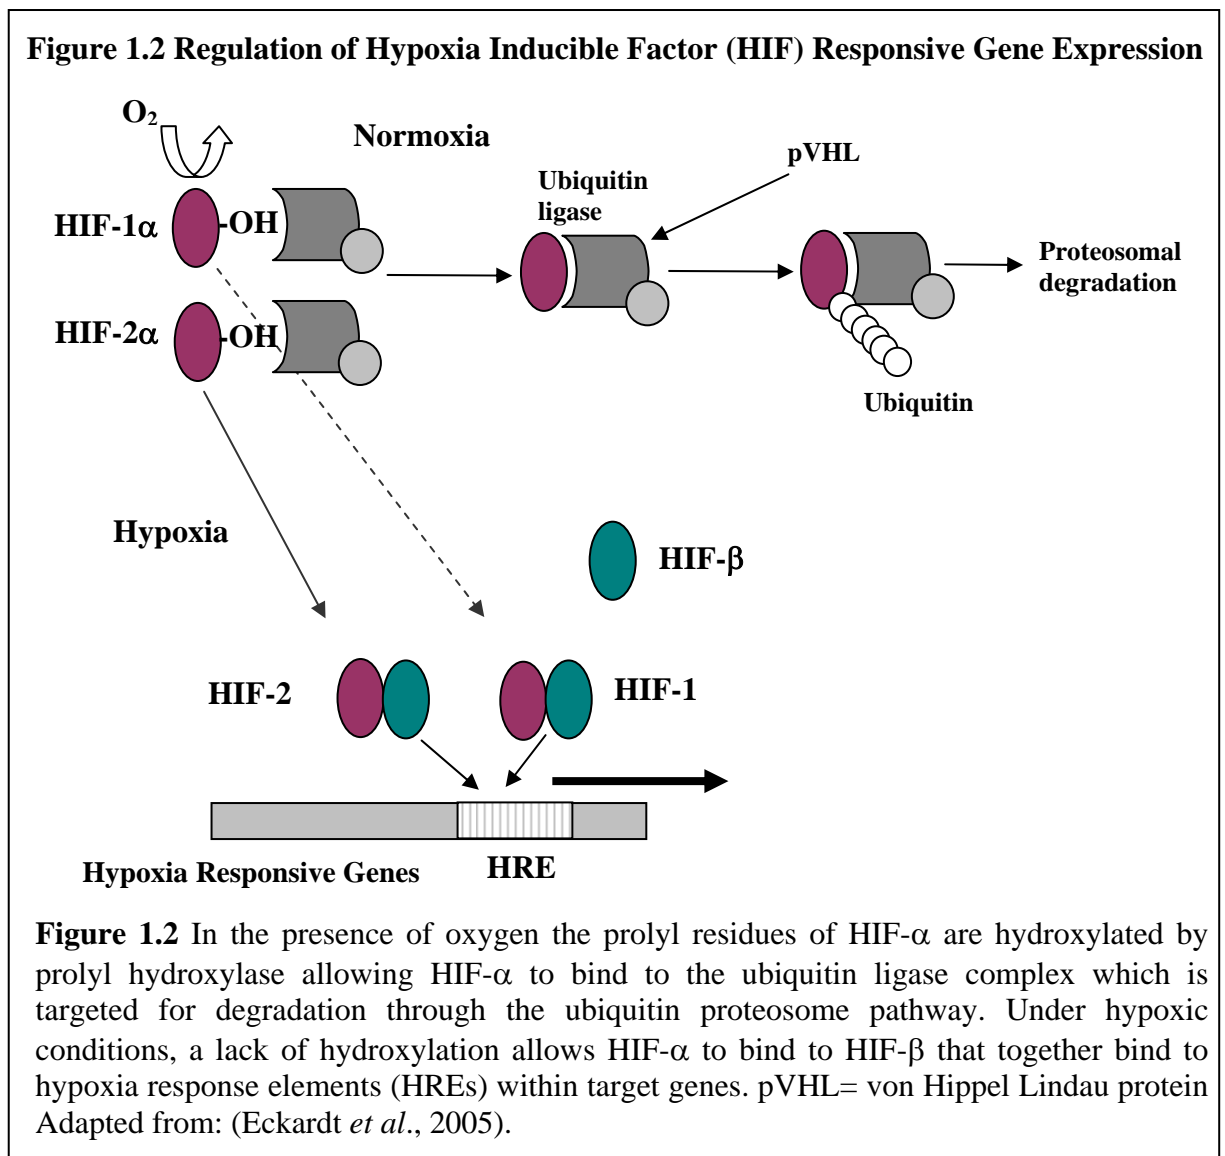 Figure 1.2 Regulation of Hypoxia Inducible Factor (HIF) Responsive Gene Expression
O₂
Normoxia
pVHL
Ubiquitin
ligase
HIF-1α
-OH
Proteosomal
degradation
HIF-2α
-OH
Ubiquitin
Hypoxia
HIF-β
HIF-2
HIF-1
Hypoxia Responsive Genes
HRE
Figure 1.2 In the presence of oxygen the prolyl residues of HIF-α are hydroxylated by
prolyl hydroxylase allowing HIF-α to bind to the ubiquitin ligase complex which is
targeted for degradation through the ubiquitin proteosome pathway. Under hypoxic
conditions, a lack of hydroxylation allows HIF-α to bind to HIF-β that together bind to
hypoxia response elements (HREs) within target genes. pVHL= von Hippel Lindau protein
Adapted from: (Eckardt et al., 2005).